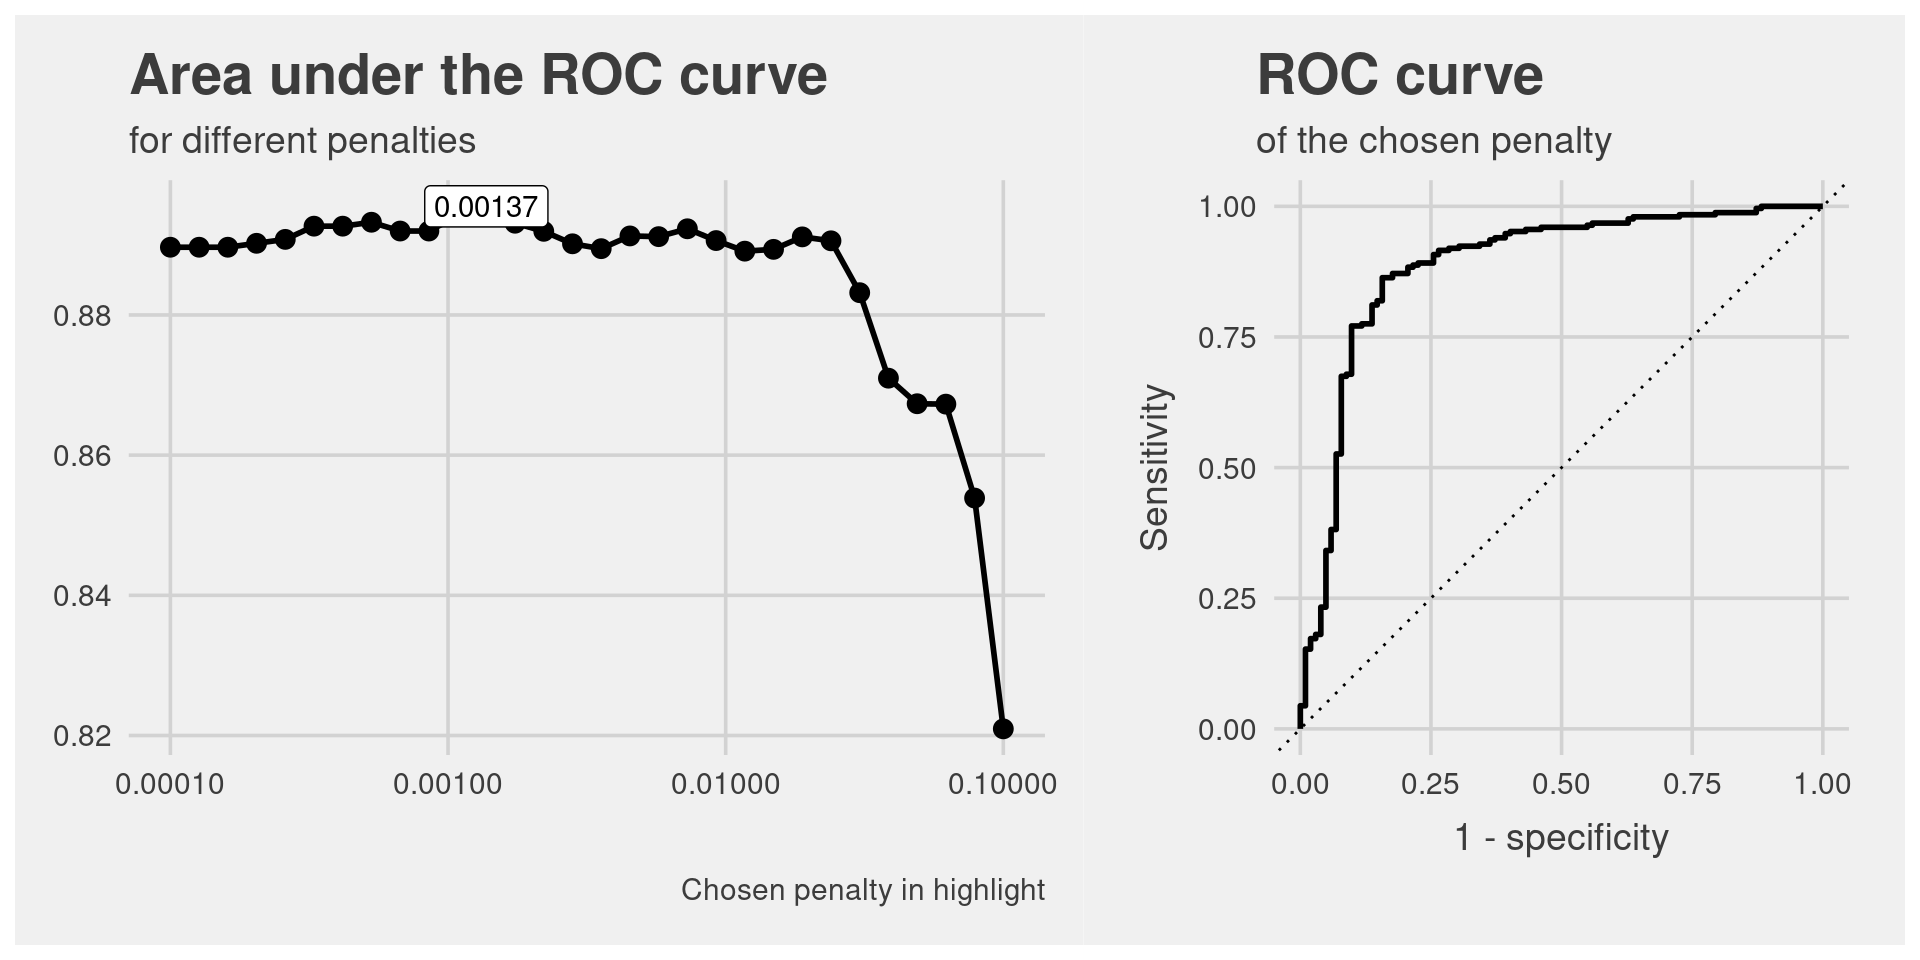 Area under the ROC curve
for different penalties
0.00137
0.88
0.86
0.84
0.82
0.00010 0.00100 0.01000 0.10000
Chosen penalty in highlight
ROC curve
of the chosen penalty
1.00
0.75
0.50
0.25
0.00
Sensitivity
0.00 0.25 0.50 0.75 1.00
1 - specificity